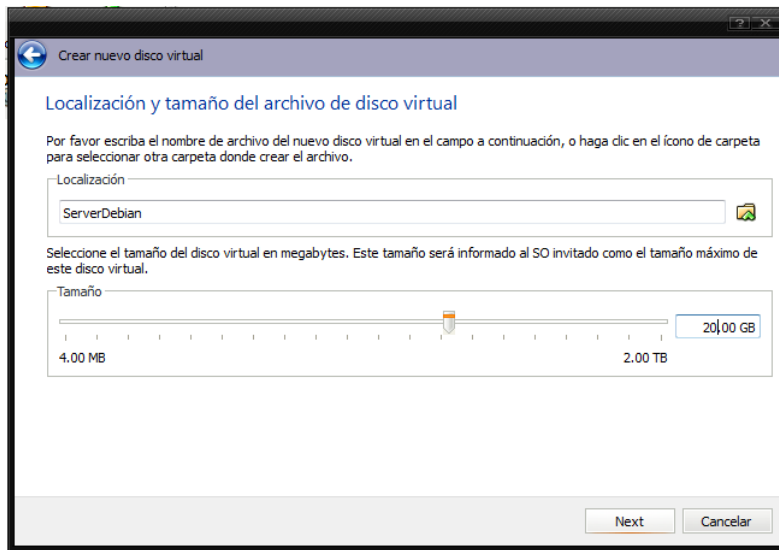 Crear nuevo disco virtual
Localización y tamaño del archivo de disco virtual
Por favor escriba el nombre de archivo del nuevo disco virtual en el campo a continuación, o haga clic en el ícono de carpeta
para seleccionar otra carpeta donde crear el archivo.
Localización
ServerDebian
Seleccione el tamaño del disco virtual en megabytes. Este tamaño será informado al SO invitado como el tamaño máximo de
este disco virtual.
Tamaño
20,00 GB
4.00 MB 2.00 TB
Next Cancelar